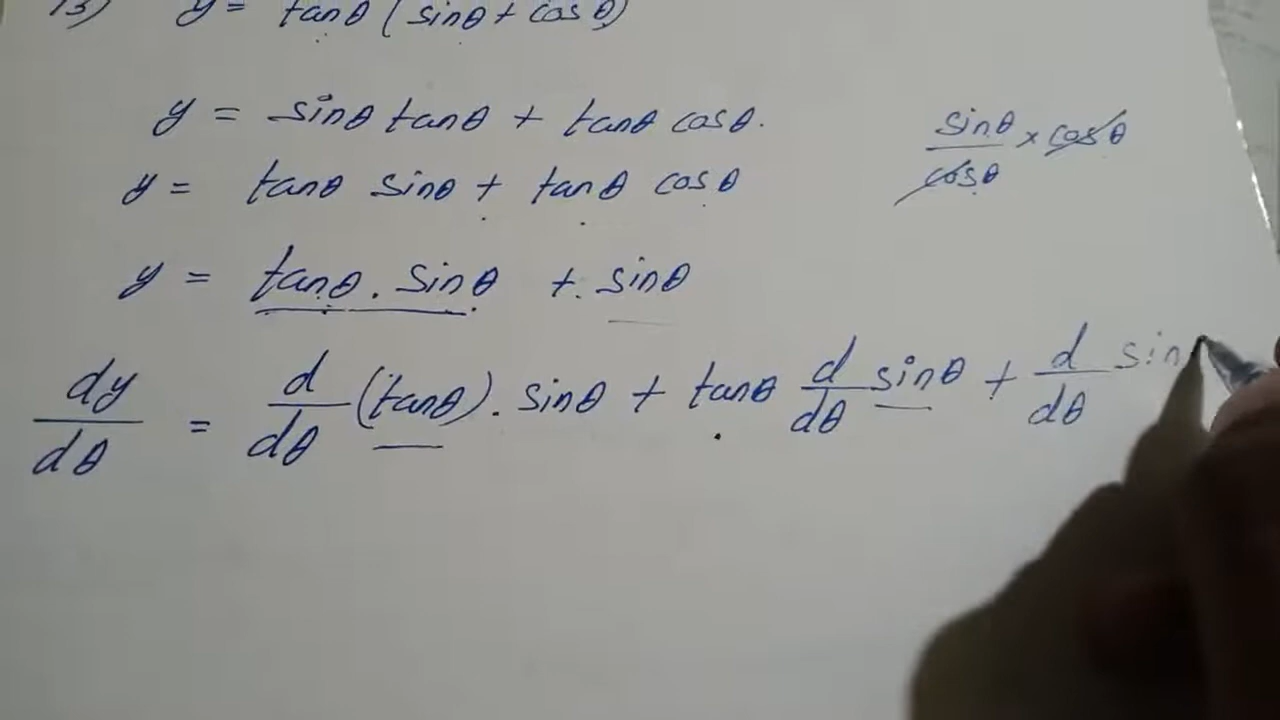 13) y = tanθ (sinθ + cosθ)
y = sinθ tanθ + tanθ cosθ.
sinθ/cosθ × cosθ
y = tanθ sinθ + tanθ cosθ
y = tanθ . sinθ + sinθ
dy/dθ = d/dθ (tanθ) . sinθ + tanθ d/dθ sinθ + d/dθ sin